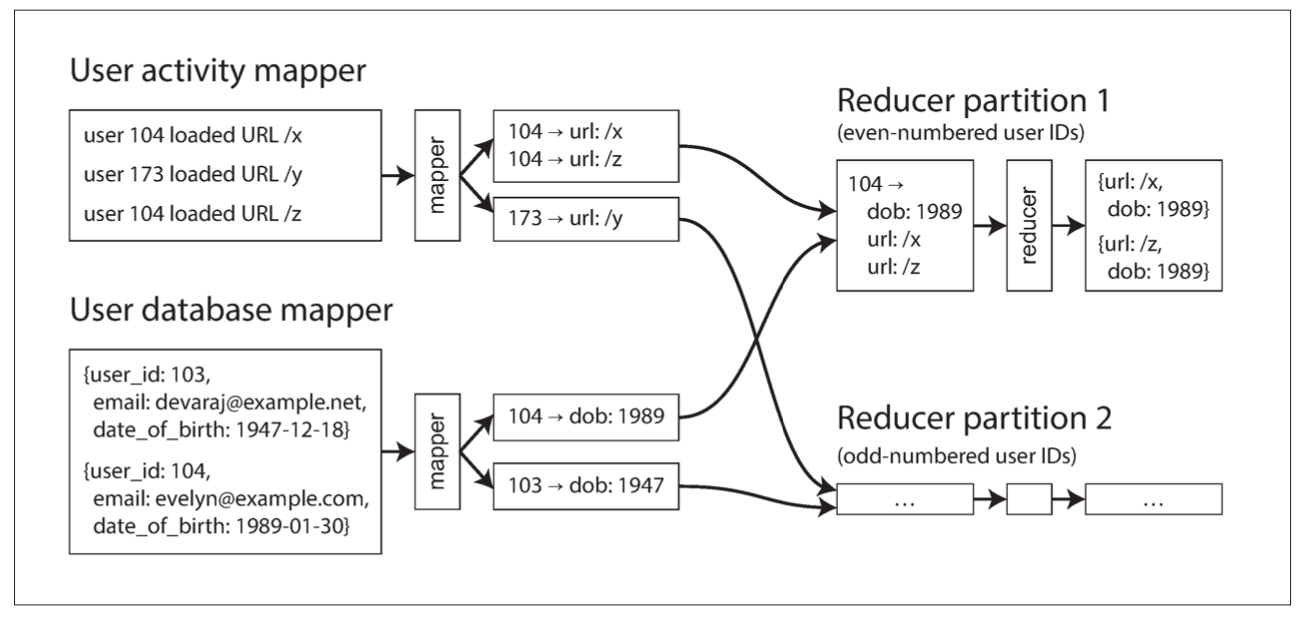 User activity mapper
user 104 loaded URL /x
user 173 loaded URL /y
user 104 loaded URL /z
mapper
104 → url: /x
104 → url: /z
173 → url: /y
User database mapper
{user_id: 103,
email: devaraj@example.net,
date_of_birth: 1947-12-18}
{user_id: 104,
email: evelyn@example.com,
date_of_birth: 1989-01-30}
mapper
104 → dob: 1989
103 → dob: 1947
Reducer partition 1
(even-numbered user IDs)
104 →
dob: 1989
url: /x
url: /z
reducer
{url: /x,
dob: 1989}
{url: /z,
dob: 1989}
Reducer partition 2
(odd-numbered user IDs)
...
...